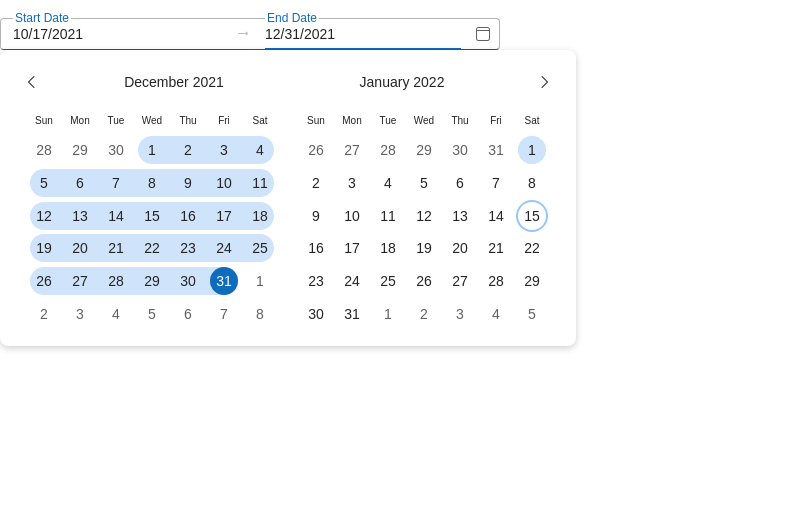 Start Date End Date
10/17/2021 → 12/31/2021
December 2021 January 2022
Sun Mon Tue Wed Thu Fri Sat Sun Mon Tue Wed Thu Fri Sat
28 29 30 1 2 3 4 26 27 28 29 30 31 1
5 6 7 8 9 10 11 2 3 4 5 6 7 8
12 13 14 15 16 17 18 9 10 11 12 13 14 15
19 20 21 22 23 24 25 16 17 18 19 20 21 22
26 27 28 29 30 31 1 23 24 25 26 27 28 29
2 3 4 5 6 7 8 30 31 1 2 3 4 5